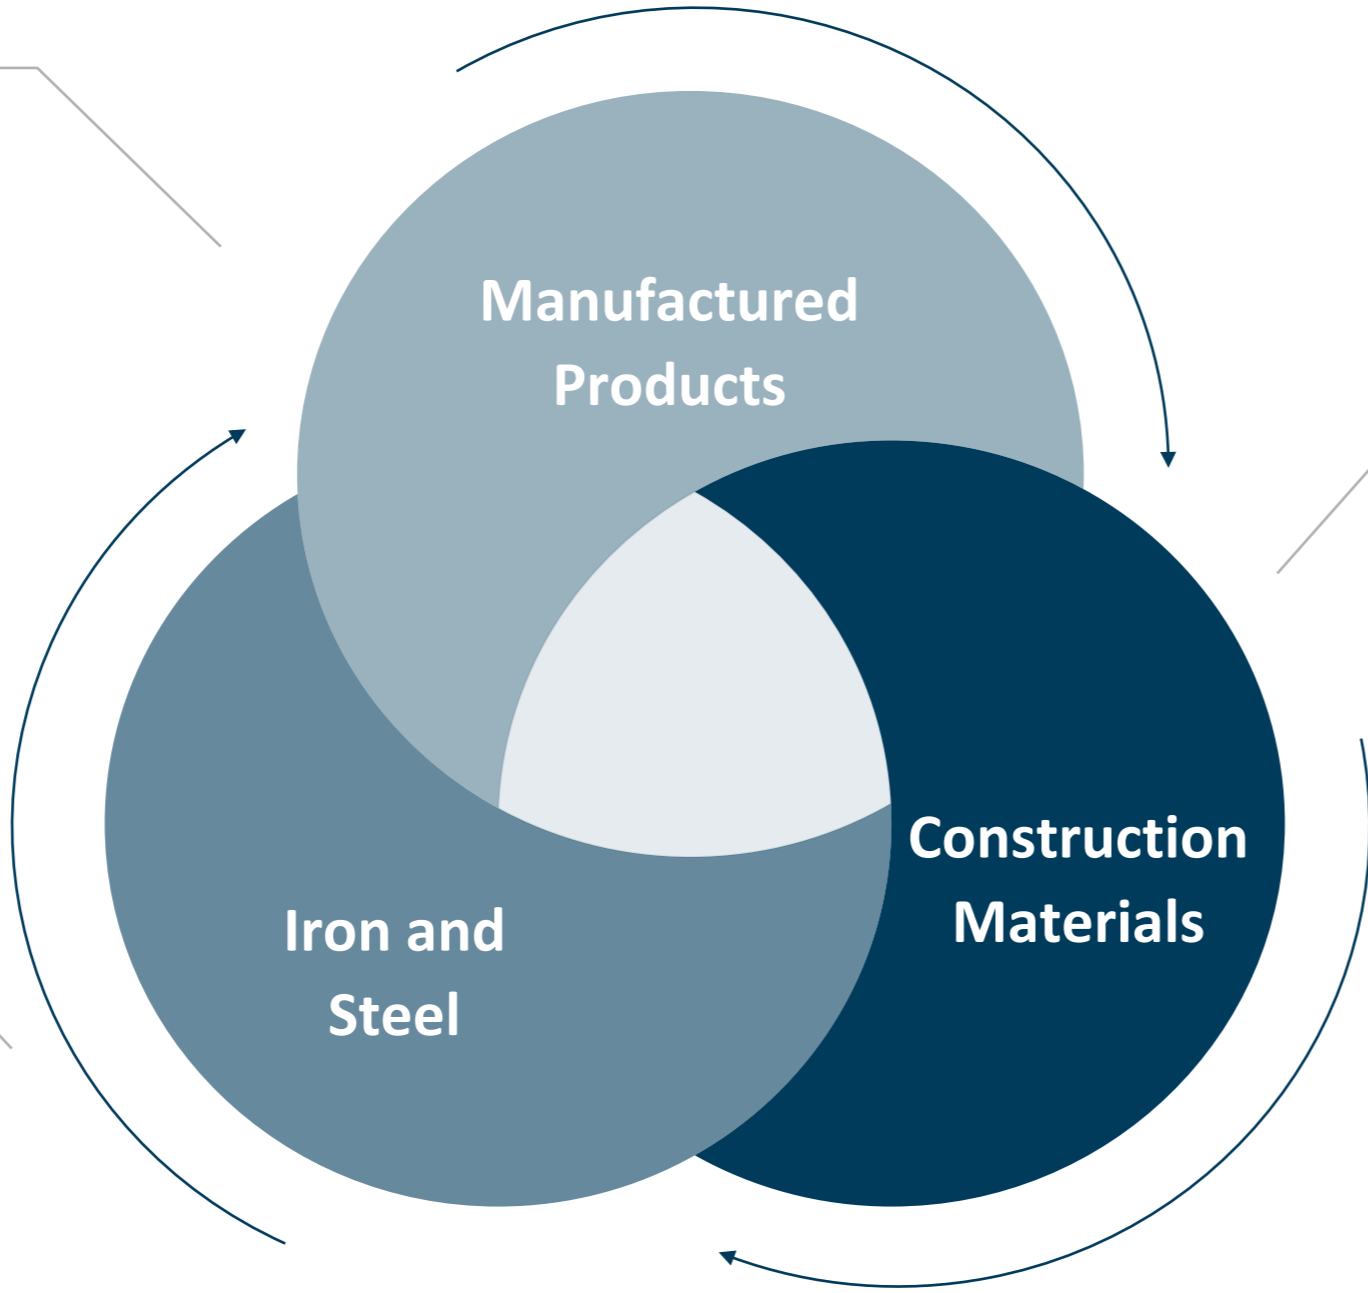 Manufactured
Products
Construction
Materials
Iron and
Steel